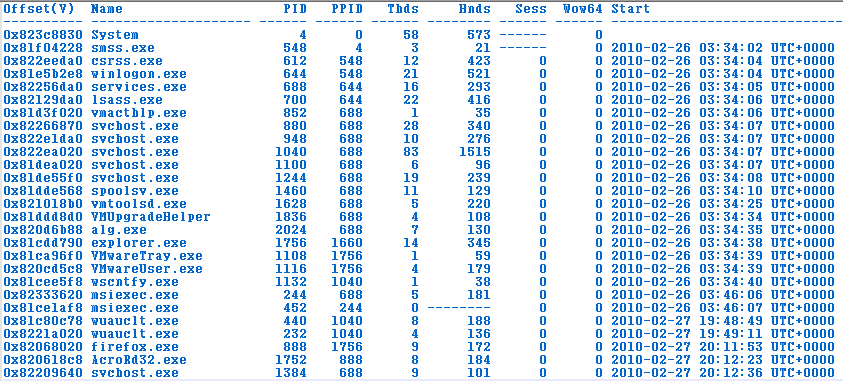 Offset(V) Name PID PPID Thds Hnds Sess Wow64 Start
---------- -------------------- ------ ------ ------ -------- ------ ------ ------------------------------
0x823c8830 System 4 0 58 573 ------ 0
0x81f04228 smss.exe 548 4 3 21 ------ 0 2010-02-26 03:34:02 UTC+0000
0x822eeda0 csrss.exe 612 548 12 423 0 0 2010-02-26 03:34:04 UTC+0000
0x81e5b2e8 winlogon.exe 644 548 21 521 0 0 2010-02-26 03:34:04 UTC+0000
0x82256da0 services.exe 688 644 16 293 0 0 2010-02-26 03:34:05 UTC+0000
0x82129da0 lsass.exe 700 644 22 416 0 0 2010-02-26 03:34:06 UTC+0000
0x81d3f020 vmacthlp.exe 852 688 1 35 0 0 2010-02-26 03:34:06 UTC+0000
0x82266870 svchost.exe 880 688 28 340 0 0 2010-02-26 03:34:07 UTC+0000
0x822e1da0 svchost.exe 948 688 10 276 0 0 2010-02-26 03:34:07 UTC+0000
0x822ea020 svchost.exe 1040 688 83 1515 0 0 2010-02-26 03:34:07 UTC+0000
0x81dea020 svchost.exe 1100 688 6 96 0 0 2010-02-26 03:34:07 UTC+0000
0x81de55f0 svchost.exe 1244 688 19 239 0 0 2010-02-26 03:34:08 UTC+0000
0x81dde568 spoolsv.exe 1460 688 11 129 0 0 2010-02-26 03:34:10 UTC+0000
0x821018b0 vmtoolsd.exe 1628 688 5 220 0 0 2010-02-26 03:34:25 UTC+0000
0x81ddd8d0 VMUpgradeHelper 1836 688 4 108 0 0 2010-02-26 03:34:34 UTC+0000
0x820d6b88 alg.exe 2024 688 7 130 0 0 2010-02-26 03:34:35 UTC+0000
0x81cdd790 explorer.exe 1756 1660 14 345 0 0 2010-02-26 03:34:38 UTC+0000
0x81ca96f0 VMwareTray.exe 1108 1756 1 59 0 0 2010-02-26 03:34:39 UTC+0000
0x820cd5c8 VMwareUser.exe 1116 1756 4 179 0 0 2010-02-26 03:34:39 UTC+0000
0x81cee5f8 wscntfy.exe 1132 1040 1 38 0 0 2010-02-26 03:34:40 UTC+0000
0x82333620 msiexec.exe 244 688 5 181 0 0 2010-02-26 03:46:06 UTC+0000
0x81ce1af8 msiexec.exe 452 244 0 -------- 0 0 2010-02-26 03:46:07 UTC+0000
0x81c80c78 wuauclt.exe 440 1040 8 188 0 0 2010-02-27 19:48:49 UTC+0000
0x8221a020 wuauclt.exe 232 1040 4 136 0 0 2010-02-27 19:49:11 UTC+0000
0x82068020 firefox.exe 888 1756 9 172 0 0 2010-02-27 20:11:53 UTC+0000
0x820618c8 AcroRd32.exe 1752 888 8 184 0 0 2010-02-27 20:12:23 UTC+0000
0x82209640 svchost.exe 1384 688 9 101 0 0 2010-02-27 20:12:36 UTC+0000